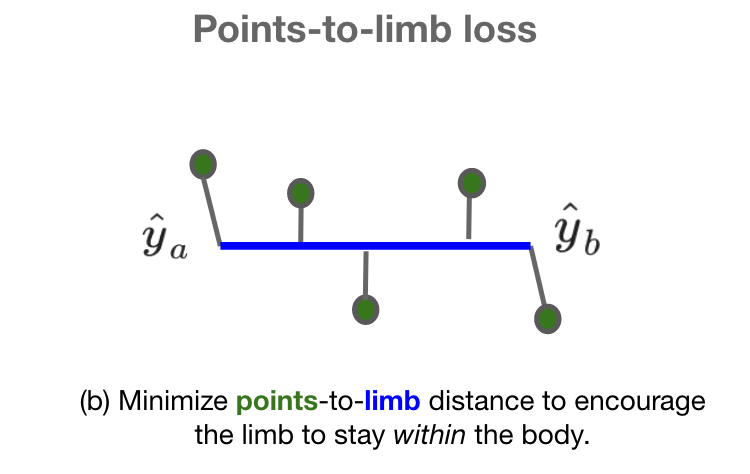 Points-to-limb loss
ŷₐ
ŷ_b
(b) Minimize points-to-limb distance to encourage
the limb to stay within the body.